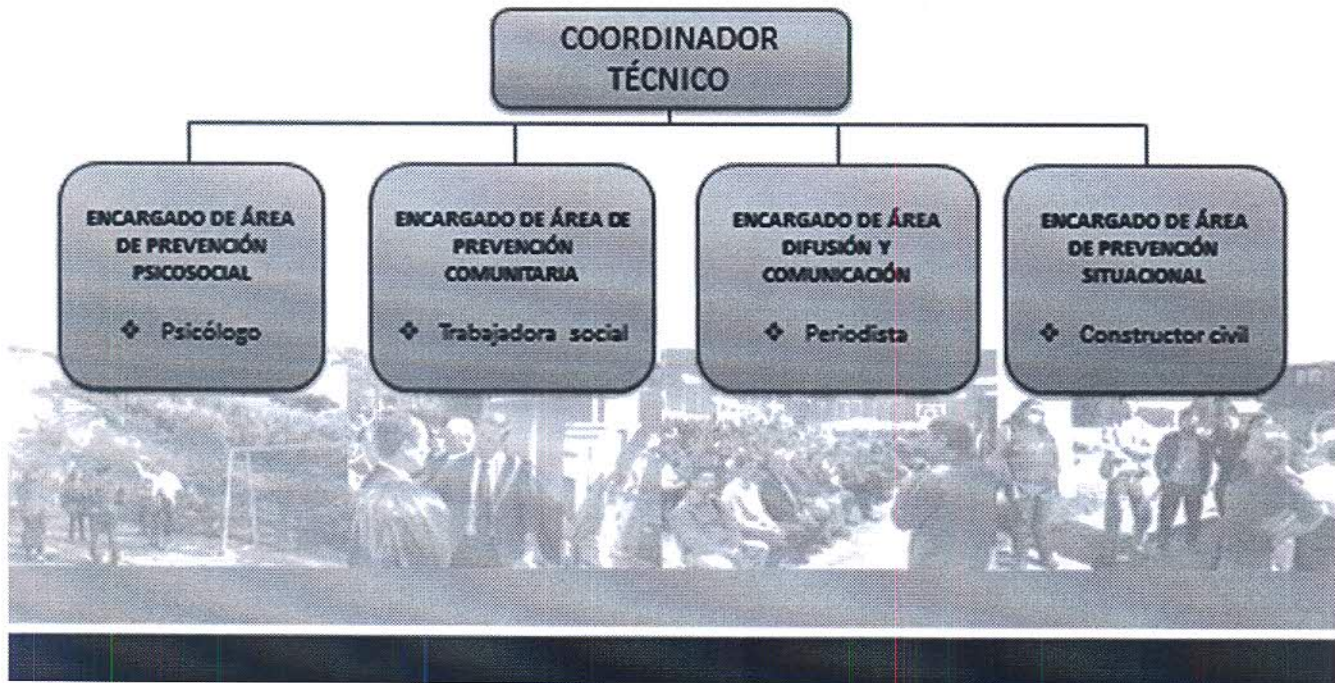 COORDINADOR
TÉCNICO
ENCARGADO DE ÁREA
DE PREVENCIÓN
PSICOSOCIAL
❖ Psicólogo
ENCARGADO DE ÁREA DE
PREVENCIÓN
COMUNITARIA
❖ Trabajadora social
ENCARGADO DE ÁREA
DIFUSIÓN Y
COMUNICACIÓN
❖ Periodista
ENCARGADO DE ÁREA
DE PREVENCIÓN
SITUACIONAL
❖ Constructor civil